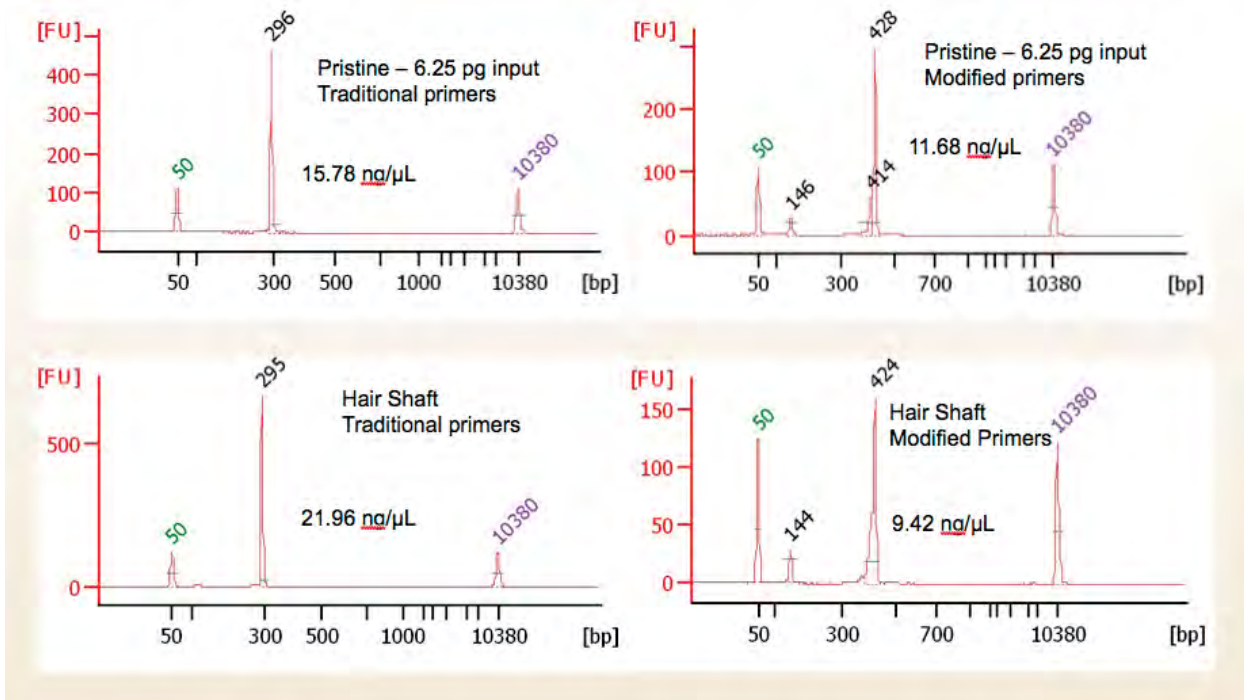 [FU]
296
400
300
200
100
0
Pristine – 6.25 pg input
Traditional primers
50
15.78 ng/µL
10380
50 300 500 1000 10380 [bp]
[FU]
428
200
100
0
Pristine – 6.25 pg input
Modified primers
50
146
414
11.68 ng/µL
10380
50 300 700 10380 [bp]
[FU]
295
500
0
Hair Shaft
Traditional primers
50
21.96 ng/µL
10380
50 300 500 1000 10380 [bp]
[FU]
424
150
100
50
0
Hair Shaft
Modified Primers
50
144
9.42 ng/µL
10380
50 300 700 10380 [bp]